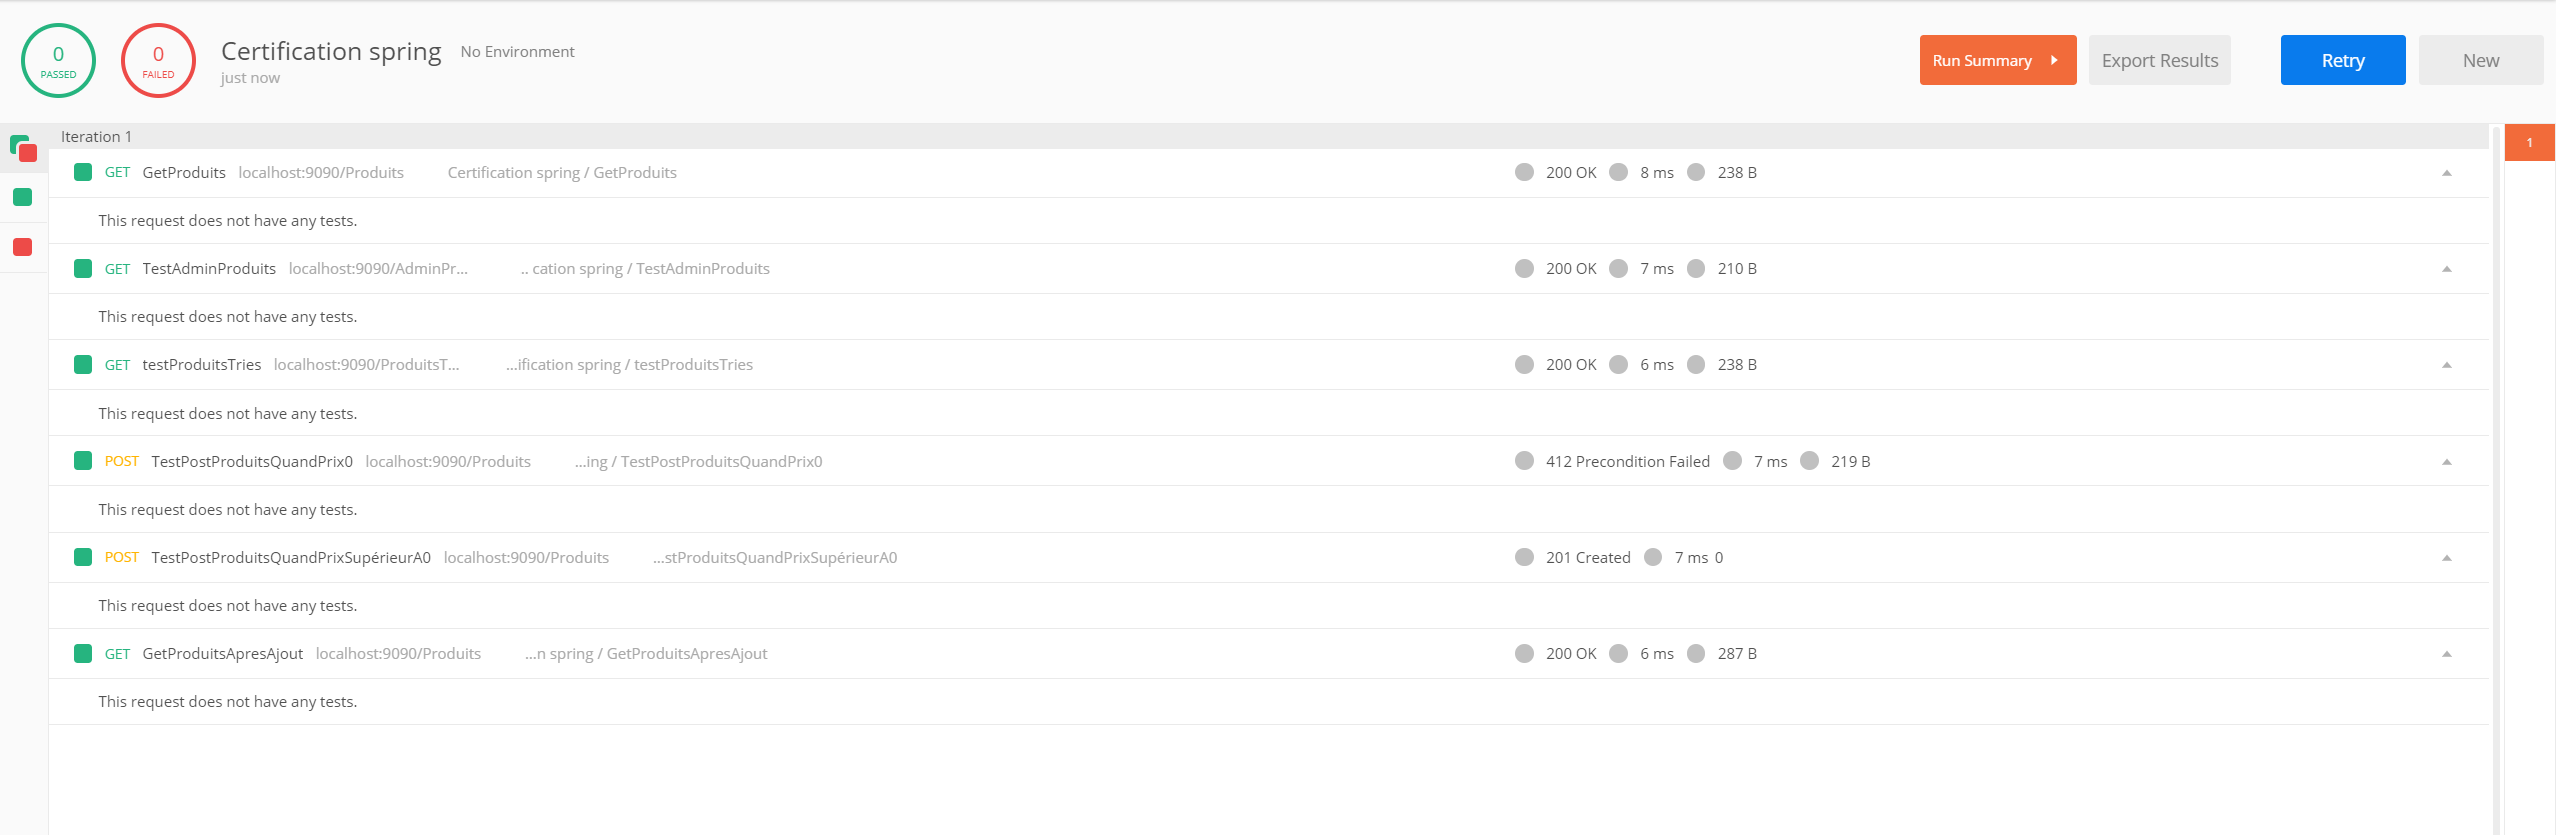 0
PASSED
0
FAILED
Certification spring No Environment
just now
Run Summary Export Results Retry New
Iteration 1
1
GET GetProduits localhost:9090/Produits Certification spring / GetProduits 200 OK 8 ms 238 B
This request does not have any tests.
GET TestAdminProduits localhost:9090/AdminPr... .. cation spring / TestAdminProduits 200 OK 7 ms 210 B
This request does not have any tests.
GET testProduitsTries localhost:9090/ProduitsT... ...ification spring / testProduitsTries 200 OK 6 ms 238 B
This request does not have any tests.
POST TestPostProduitsQuandPrix0 localhost:9090/Produits ...ing / TestPostProduitsQuandPrix0 412 Precondition Failed 7 ms 219 B
This request does not have any tests.
POST TestPostProduitsQuandPrixSupérieurA0 localhost:9090/Produits ...stProduitsQuandPrixSupérieurA0 201 Created 7 ms 0
This request does not have any tests.
GET GetProduitsApresAjout localhost:9090/Produits ...n spring / GetProduitsApresAjout 200 OK 6 ms 287 B
This request does not have any tests.